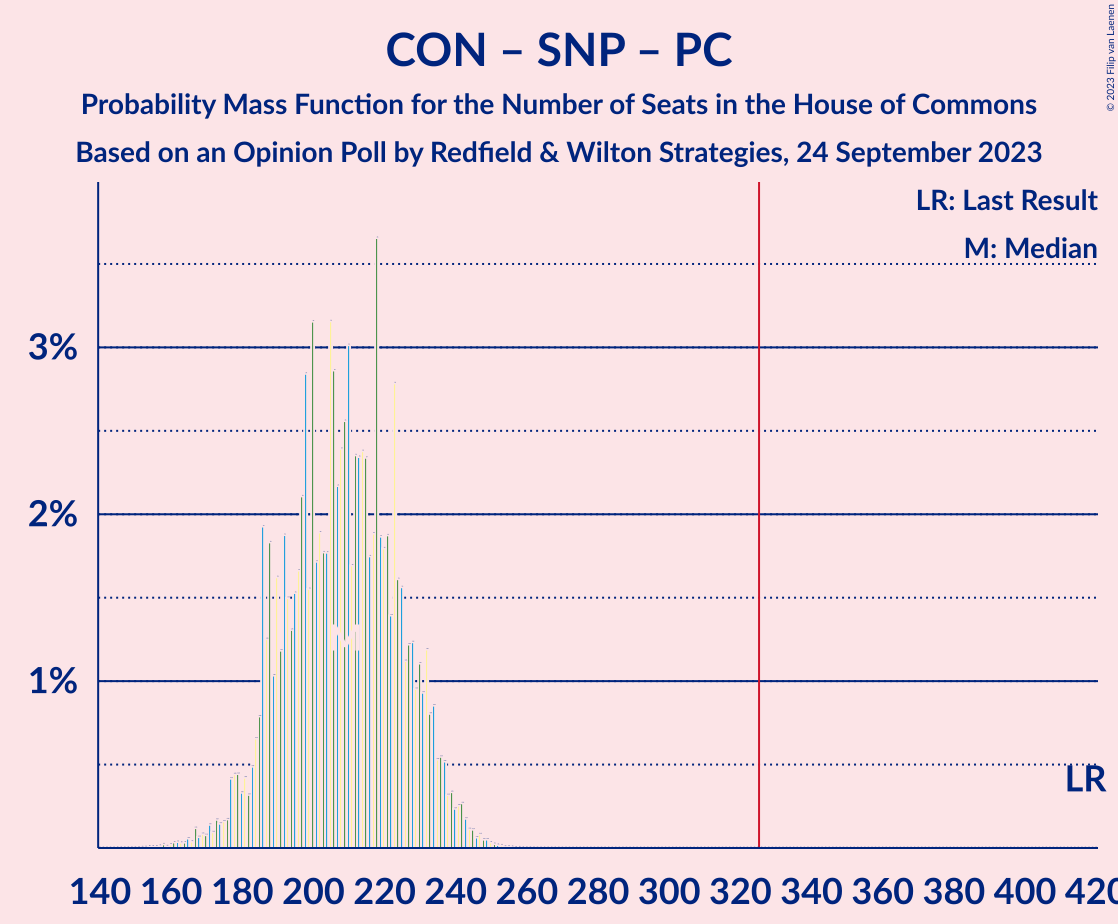 CON – SNP – PC
Probability Mass Function for the Number of Seats in the House of Commons
Based on an Opinion Poll by Redfield & Wilton Strategies, 24 September 2023
© 2023 Filip van Laenen
LR: Last Result
M: Median
3%
2%
1%
M
LR
140 160 180 200 220 240 260 280 300 320 340 360 380 400 420